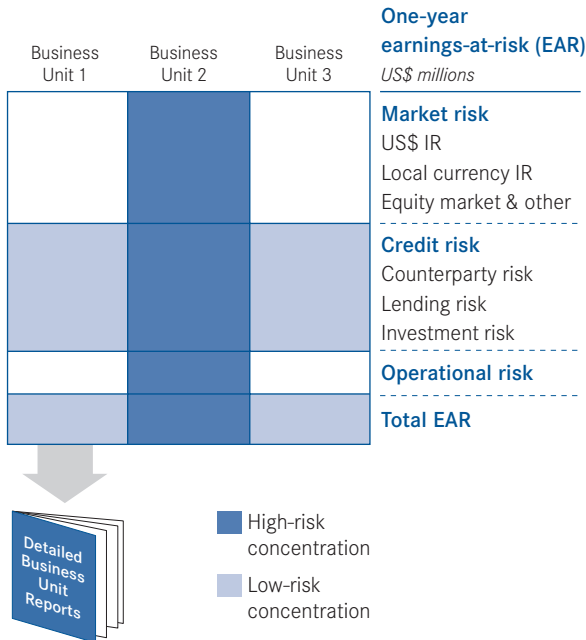 One-year
earnings-at-risk (EAR)
US$ millions
Business
Unit 1
Business
Unit 2
Business
Unit 3
Market risk
US$ IR
Local currency IR
Equity market & other
Credit risk
Counterparty risk
Lending risk
Investment risk
Operational risk
Total EAR
Detailed
Business
Unit
Reports
High-risk
concentration
Low-risk
concentration